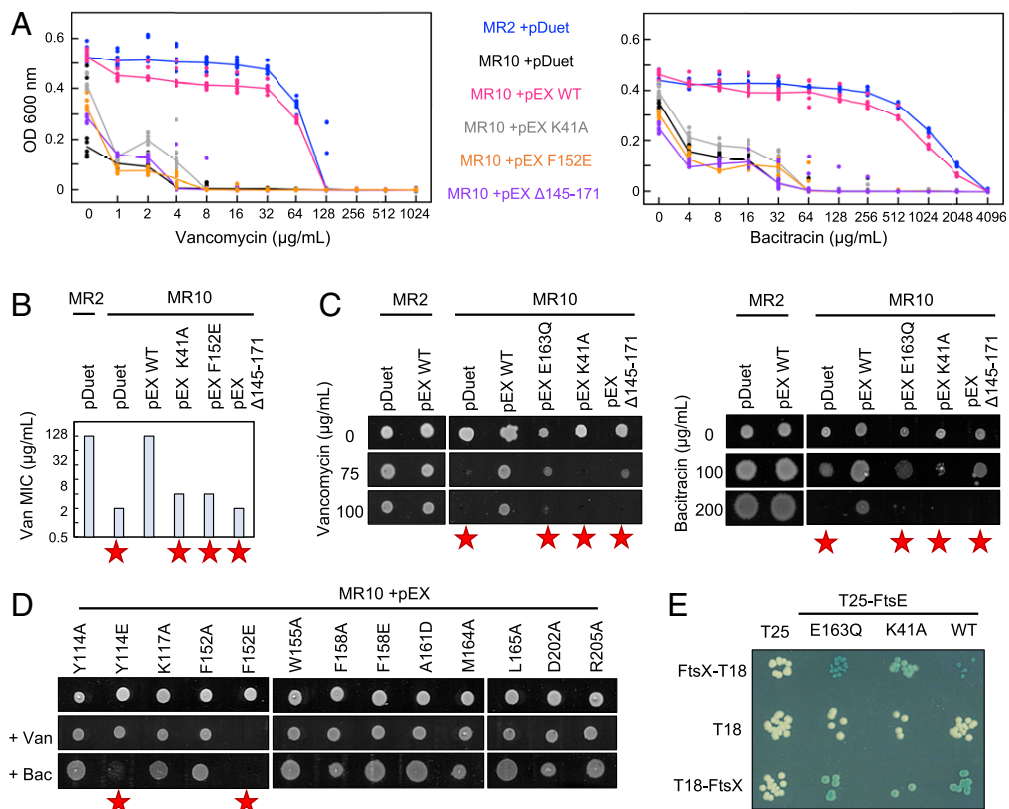 A
OD 600 nm
0.6
0.4
0.2
0
0 1 2 4 8 16 32 64 128 256 512 1024
Vancomycin (µg/mL)
MR2 +pDuet
MR10 +pDuet
MR10 +pEX WT
MR10 +pEX K41A
MR10 +pEX F152E
MR10 +pEX Δ145-171
0.6
0.4
0.2
0
0 4 8 16 32 64 128 256 512 1024 2048 4096
Bacitracin (µg/mL)
B
MR2 MR10
pDuet
pDuet
pEX WT
pEX K41A
pEX F152E
pEX
Δ145-171
Van MIC (µg/mL)
128
32
8
2
0.5
C
MR2 MR10
pDuet
pEX WT
pDuet
pEX WT
pEX E163Q
pEX K41A
pEX
Δ145-171
Vancomycin (µg/mL)
0
75
100
MR2 MR10
pDuet
pEX WT
pDuet
pEX WT
pEX E163Q
pEX K41A
pEX
Δ145-171
Bacitracin (µg/mL)
0
100
200
D
MR10 +pEX
Y114A
Y114E
K117A
F152A
F152E
W155A
F158A
F158E
A161D
M164A
L165A
D202A
R205A
+ Van
+ Bac
E
T25-FtsE
T25 E163Q K41A WT
FtsX-T18
T18
T18-FtsX